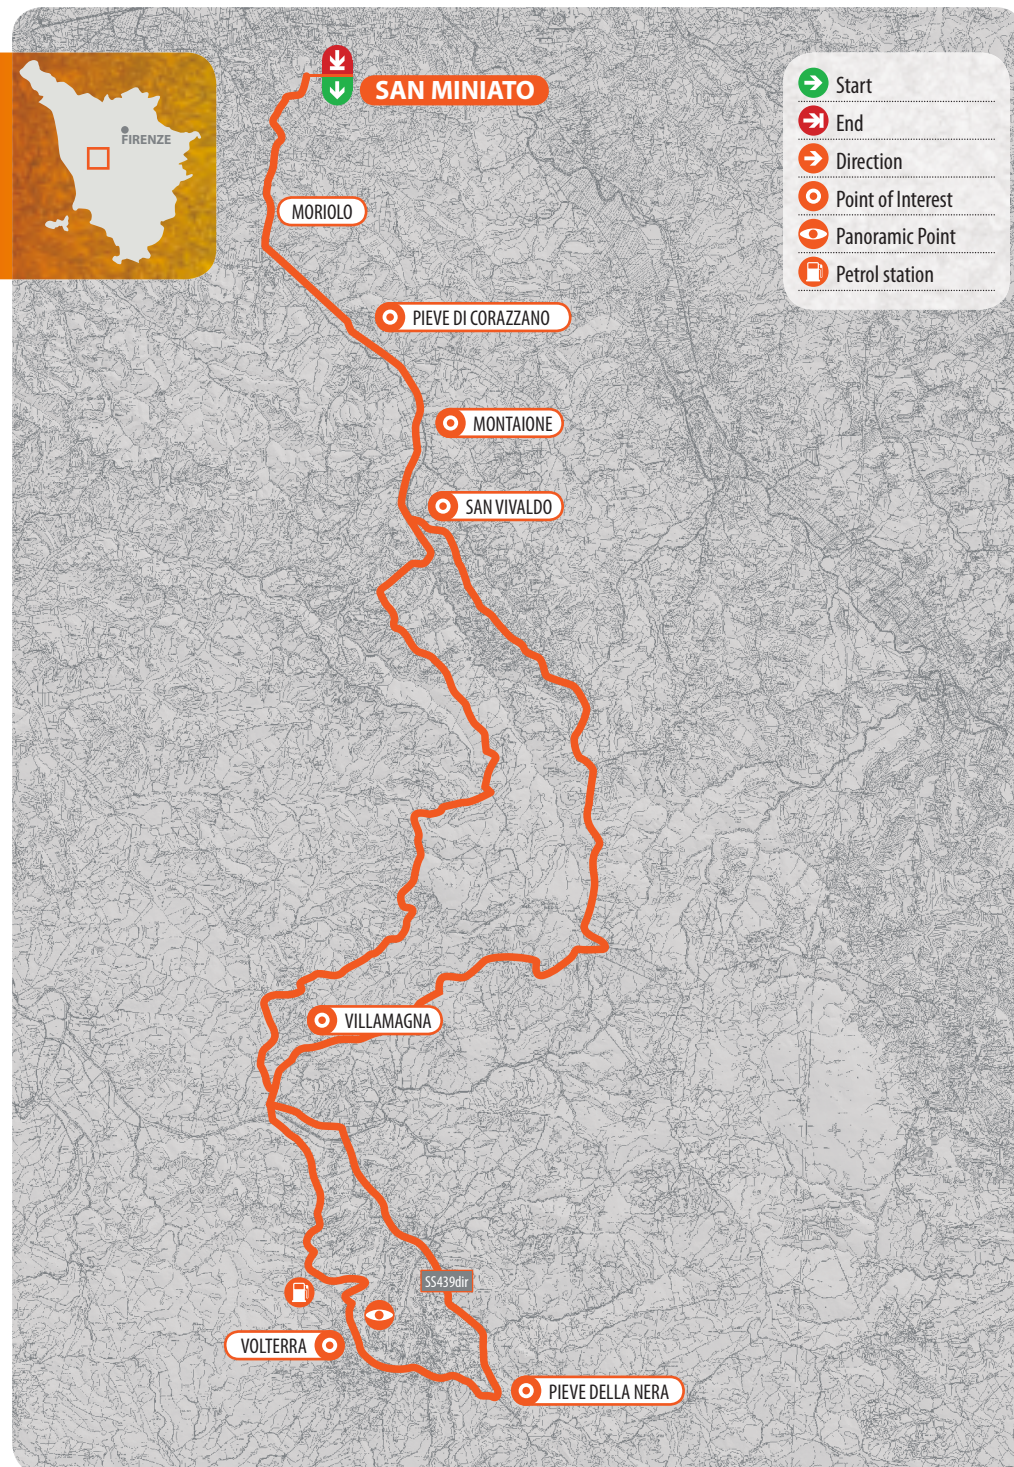 FIRENZE
SAN MINIATO
Start
End
Direction
Point of Interest
Panoramic Point
Petrol station
MORIOLO
PIEVE DI CORAZZANO
MONTAIONE
SAN VIVALDO
VILLAMAGNA
SS439dir
VOLTERRA
PIEVE DELLA NERA